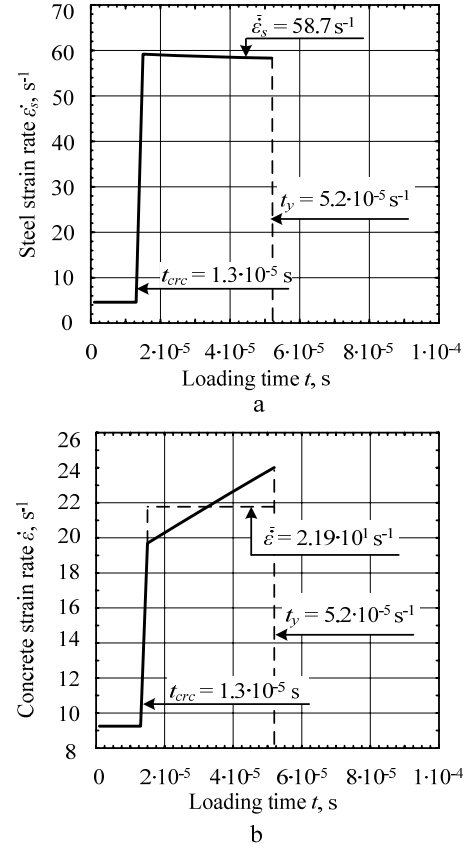 70
ε̇̄ₛ = 58.7 s⁻¹
60
50
40
30
tᵧ = 5.2·10⁻⁵ s⁻¹
20
t_crc = 1.3·10⁻⁵ s
10
0
Steel strain rate ε̇ₛ, s⁻¹
0 2·10⁻⁵ 4·10⁻⁵ 6·10⁻⁵ 8·10⁻⁵ 1·10⁻⁴
Loading time t, s
a
26
24
22
20
ε̇̄ = 2.19·10¹ s⁻¹
18
16
tᵧ = 5.2·10⁻⁵ s⁻¹
14
12
t_crc = 1.3·10⁻⁵ s
10
8
Concrete strain rate ε̇, s⁻¹
0 2·10⁻⁵ 4·10⁻⁵ 6·10⁻⁵ 8·10⁻⁵ 1·10⁻⁴
Loading time t, s
b